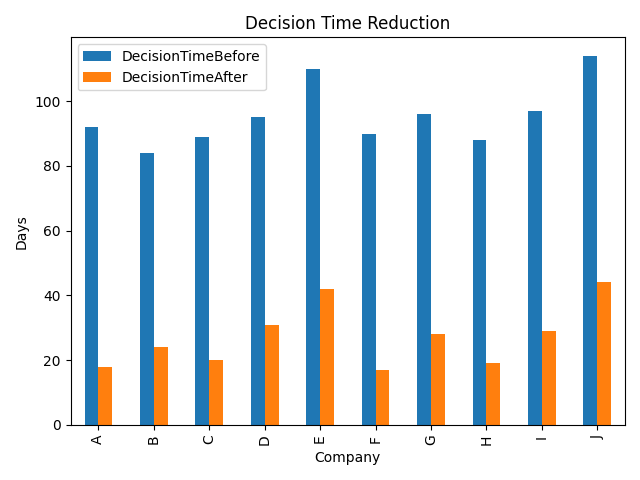 Decision Time Reduction
DecisionTimeBefore
DecisionTimeAfter
100
80
60
40
20
0
Days
A B C D E F G H I J
Company